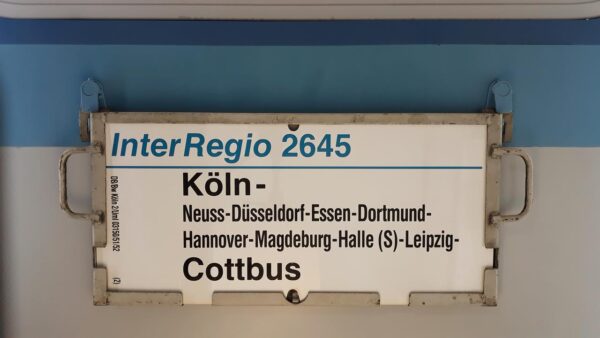 InterRegio 2645
Köln-
Neuss-Düsseldorf-Essen-Dortmund-
Hannover-Magdeburg-Halle (S)-Leipzig-
Cottbus